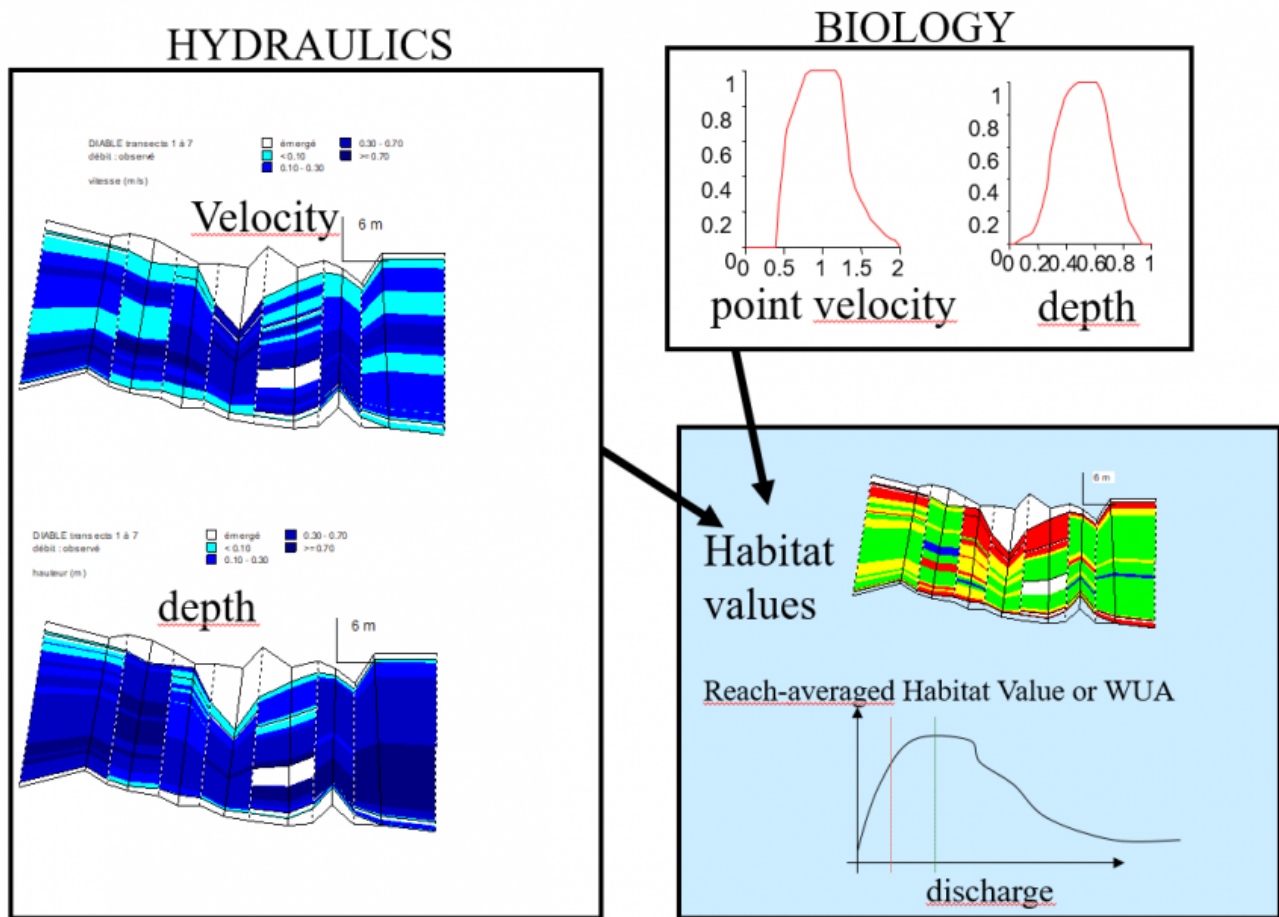 HYDRAULICS
DIABLE transects 1 à 7
débit : observé
vitesse (m/s)
émergé
< 0.10
0.10 - 0.30
0.30 - 0.70
>= 0.70
Velocity
6 m
DIABLE transects 1 à 7
débit : observé
hauteur (m)
émergé
< 0.10
0.10 - 0.30
0.30 - 0.70
>= 0.70
depth
6 m
BIOLOGY
1
0.8
0.6
0.4
0.2
0
0 0.5 1 1.5 2
point velocity
1
0.8
0.6
0.4
0.2
0
0 0.2 0.4 0.6 0.8 1
depth
Habitat
values
6 m
Reach-averaged Habitat Value or WUA
discharge